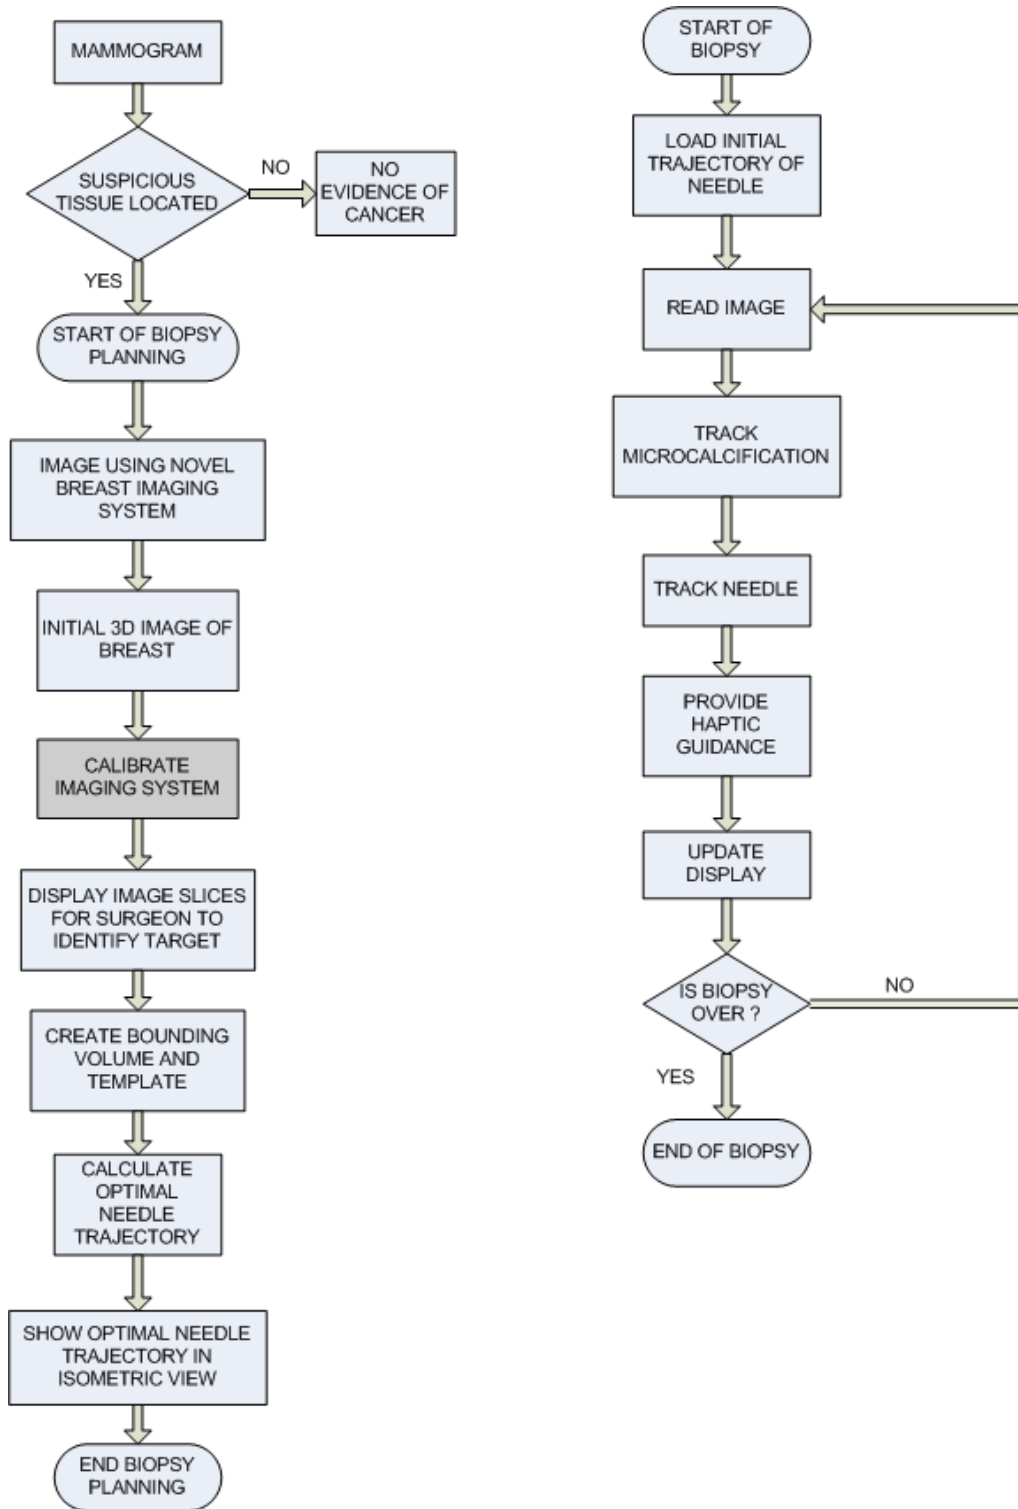 MAMMOGRAM
SUSPICIOUS
TISSUE LOCATED
NO
NO
EVIDENCE OF
CANCER
YES
START OF BIOPSY
PLANNING
IMAGE USING NOVEL
BREAST IMAGING
SYSTEM
INITIAL 3D IMAGE OF
BREAST
CALIBRATE
IMAGING SYSTEM
DISPLAY IMAGE SLICES
FOR SURGEON TO
IDENTIFY TARGET
CREATE BOUNDING
VOLUME AND
TEMPLATE
CALCULATE
OPTIMAL
NEEDLE
TRAJECTORY
SHOW OPTIMAL NEEDLE
TRAJECTORY IN
ISOMETRIC VIEW
END BIOPSY
PLANNING
START OF
BIOPSY
LOAD INITIAL
TRAJECTORY OF
NEEDLE
READ IMAGE
TRACK
MICROCALCIFICATION
TRACK NEEDLE
PROVIDE
HAPTIC
GUIDANCE
UPDATE
DISPLAY
IS BIOPSY
OVER ?
NO
YES
END OF BIOPSY